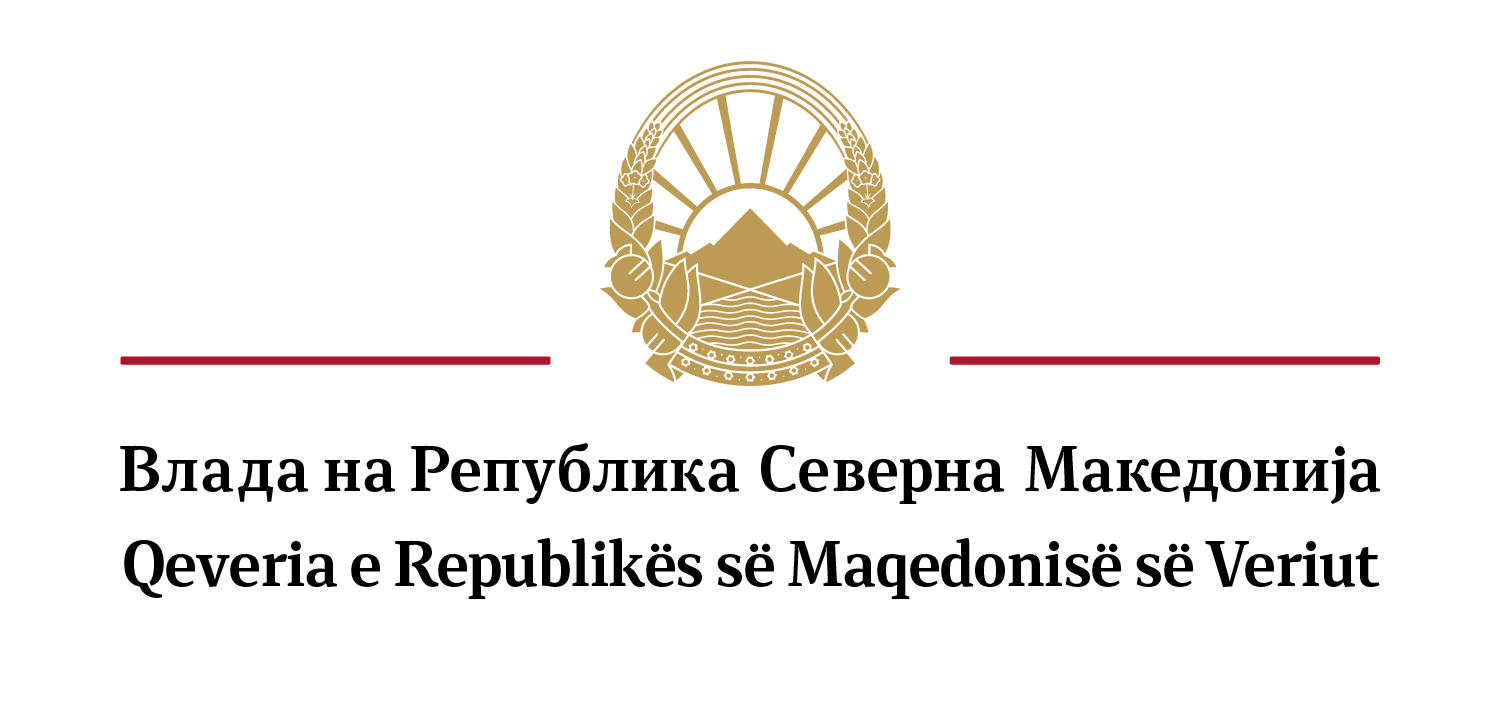 Влада на Република Северна Македонија
Qeveria e Republikës së Maqedonisë së Veriut